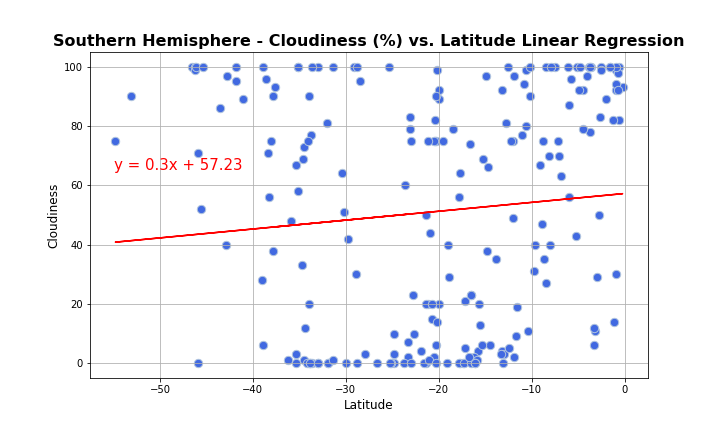 Southern Hemisphere - Cloudiness (%) vs. Latitude Linear Regression
100
80
y = 0.3x + 57.23
60
Cloudiness
40
20
0
−50 −40 −30 −20 −10 0
Latitude